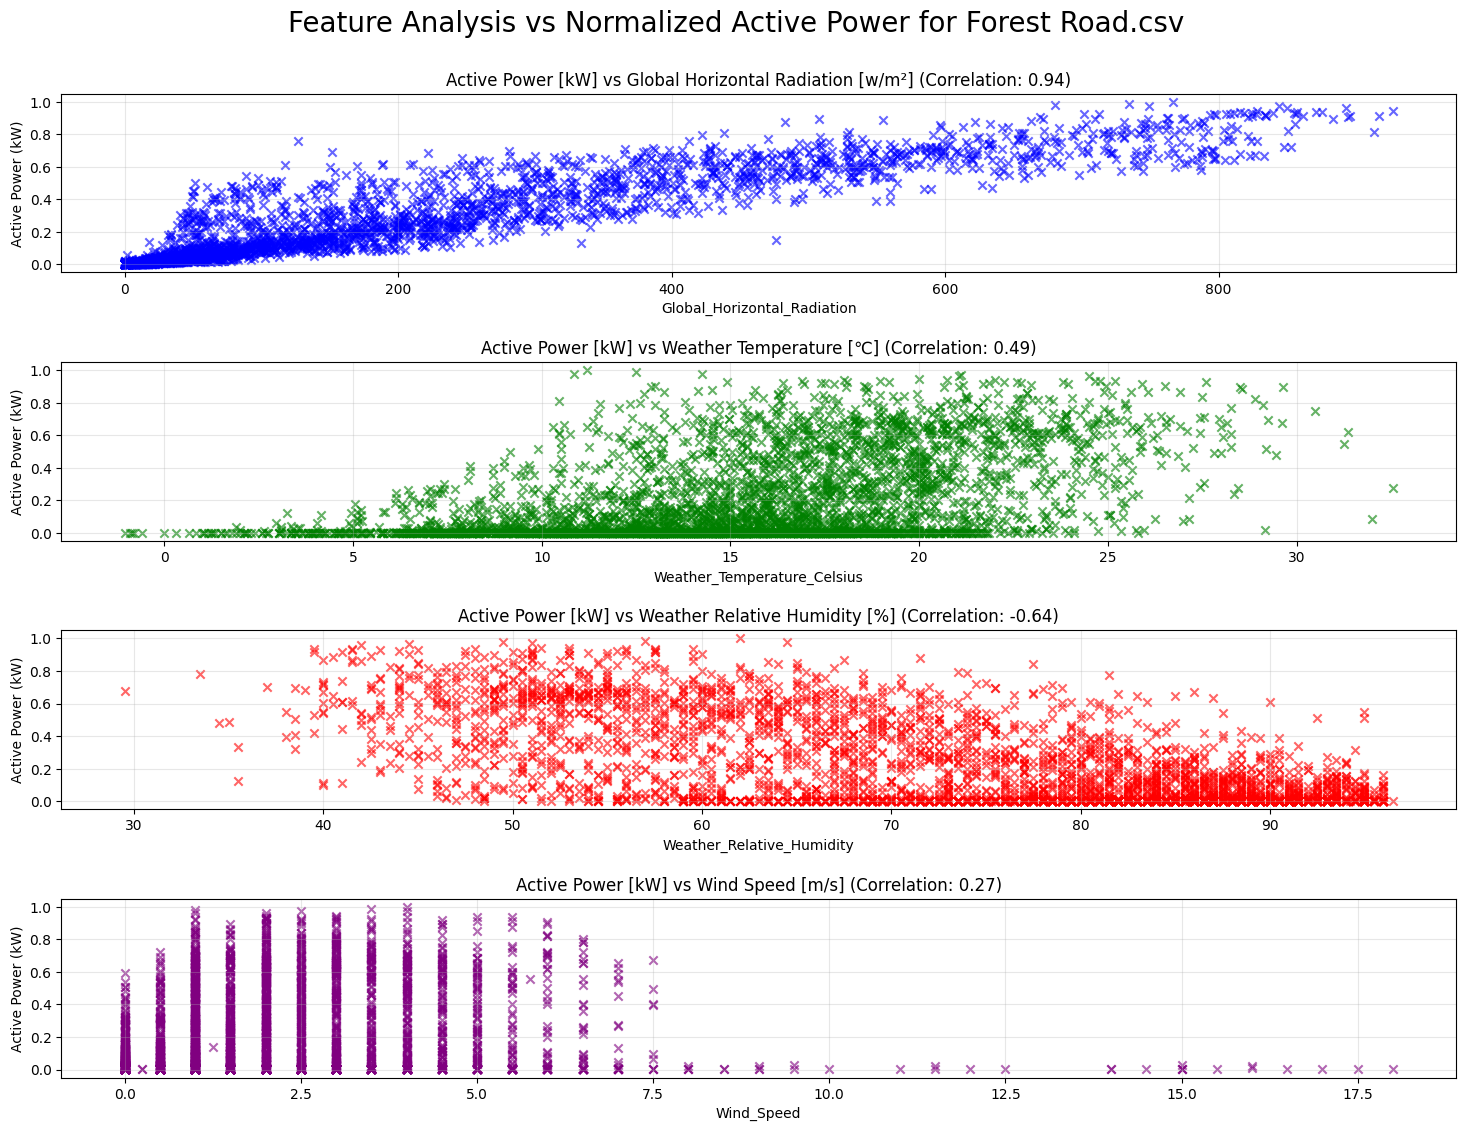 Feature Analysis vs Normalized Active Power for Forest Road.csv
Active Power [kW] vs Global Horizontal Radiation [w/m²] (Correlation: 0.94)
Active Power (kW)
1.0
0.8
0.6
0.4
0.2
0.0
0 200 400 600 800
Global_Horizontal_Radiation
Active Power [kW] vs Weather Temperature [℃] (Correlation: 0.49)
Active Power (kW)
1.0
0.8
0.6
0.4
0.2
0.0
0 5 10 15 20 25 30
Weather_Temperature_Celsius
Active Power [kW] vs Weather Relative Humidity [%] (Correlation: -0.64)
Active Power (kW)
1.0
0.8
0.6
0.4
0.2
0.0
30 40 50 60 70 80 90
Weather_Relative_Humidity
Active Power [kW] vs Wind Speed [m/s] (Correlation: 0.27)
Active Power (kW)
1.0
0.8
0.6
0.4
0.2
0.0
0.0 2.5 5.0 7.5 10.0 12.5 15.0 17.5
Wind_Speed